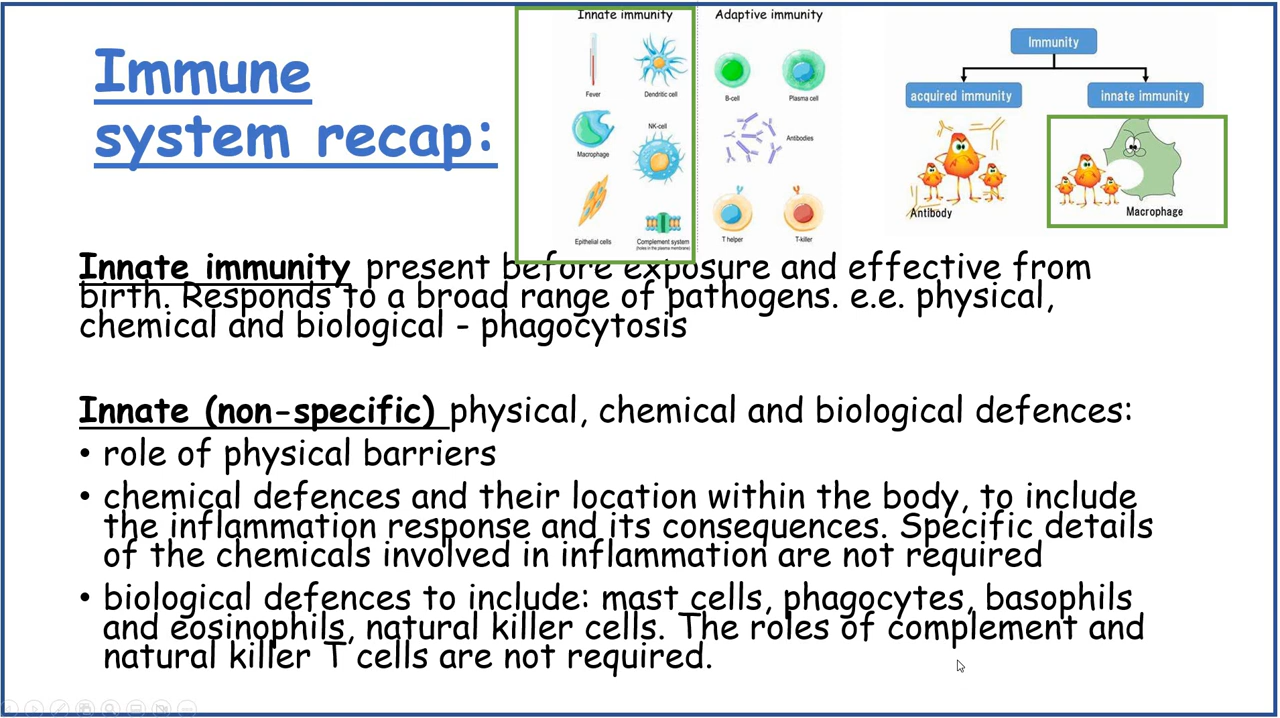 Immune
system recap:
Innate immunity
Adaptive immunity
Fever
Dendritic cell
B-cell
Plasma cell
Macrophage
NK-cell
Antibodies
Epithelial cells
Complement system
(holes in the plasma membrane)
T helper
T-killer
Immunity
acquired immunity
innate immunity
Antibody
Macrophage
Innate immunity present before exposure and effective from
birth. Responds to a broad range of pathogens. e.e. physical,
chemical and biological - phagocytosis
Innate (non-specific) physical, chemical and biological defences:
• role of physical barriers
• chemical defences and their location within the body, to include
the inflammation response and its consequences. Specific details
of the chemicals involved in inflammation are not required
• biological defences to include: mast cells, phagocytes, basophils
and eosinophils, natural killer cells. The roles of complement and
natural killer T cells are not required.